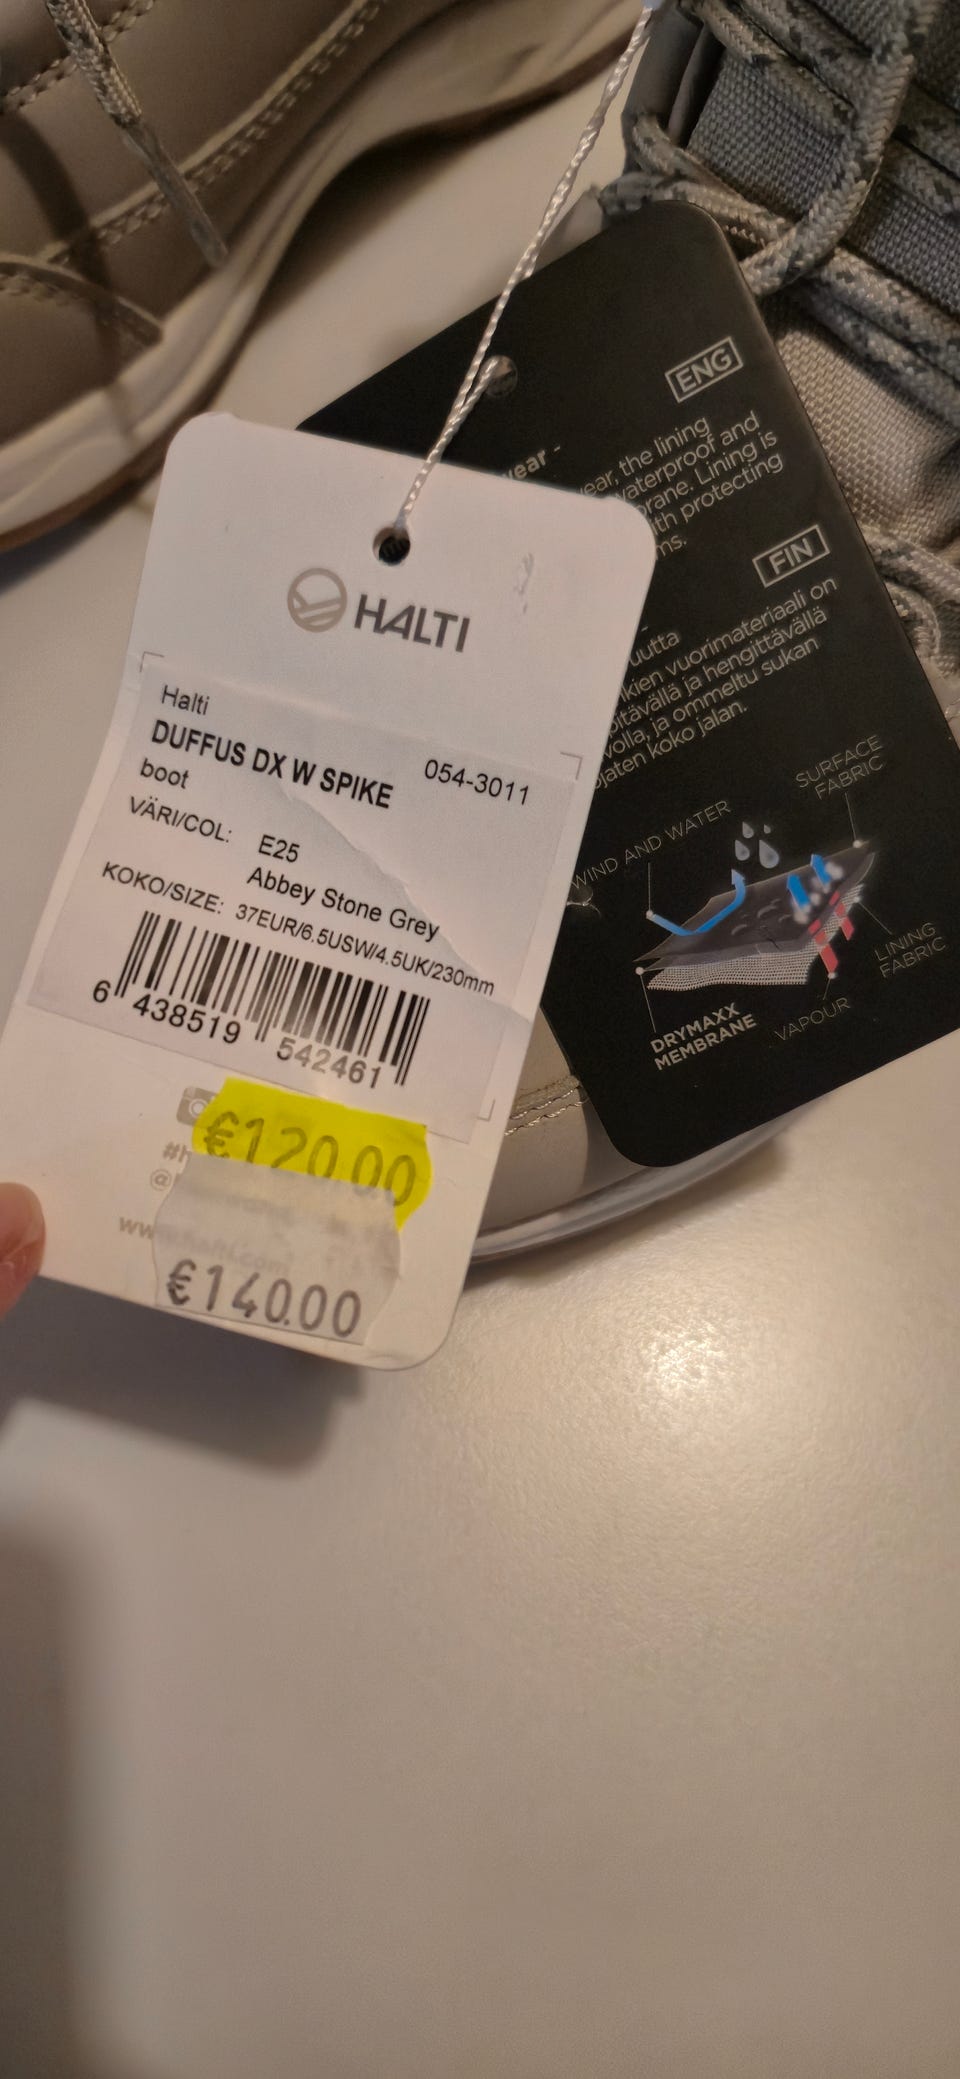 HALTI
Halti
DUFFUS DX W SPIKE 054-3011
boot
VÄRI/COL: E25
Abbey Stone Grey
KOKO/SIZE: 37EUR/6.5USW/4.5UK/230mm
6 438519 542461
€120.00
€140.00
ENG
the lining
and
Lining is
protecting
FIN
vuorimateriaali on
ja hengittävällä
ja ommeltu sukan
koko jalan.
WIND AND WATER
SURFACE
FABRIC
LINING
FABRIC
VAPOUR
DRYMAXX
MEMBRANE